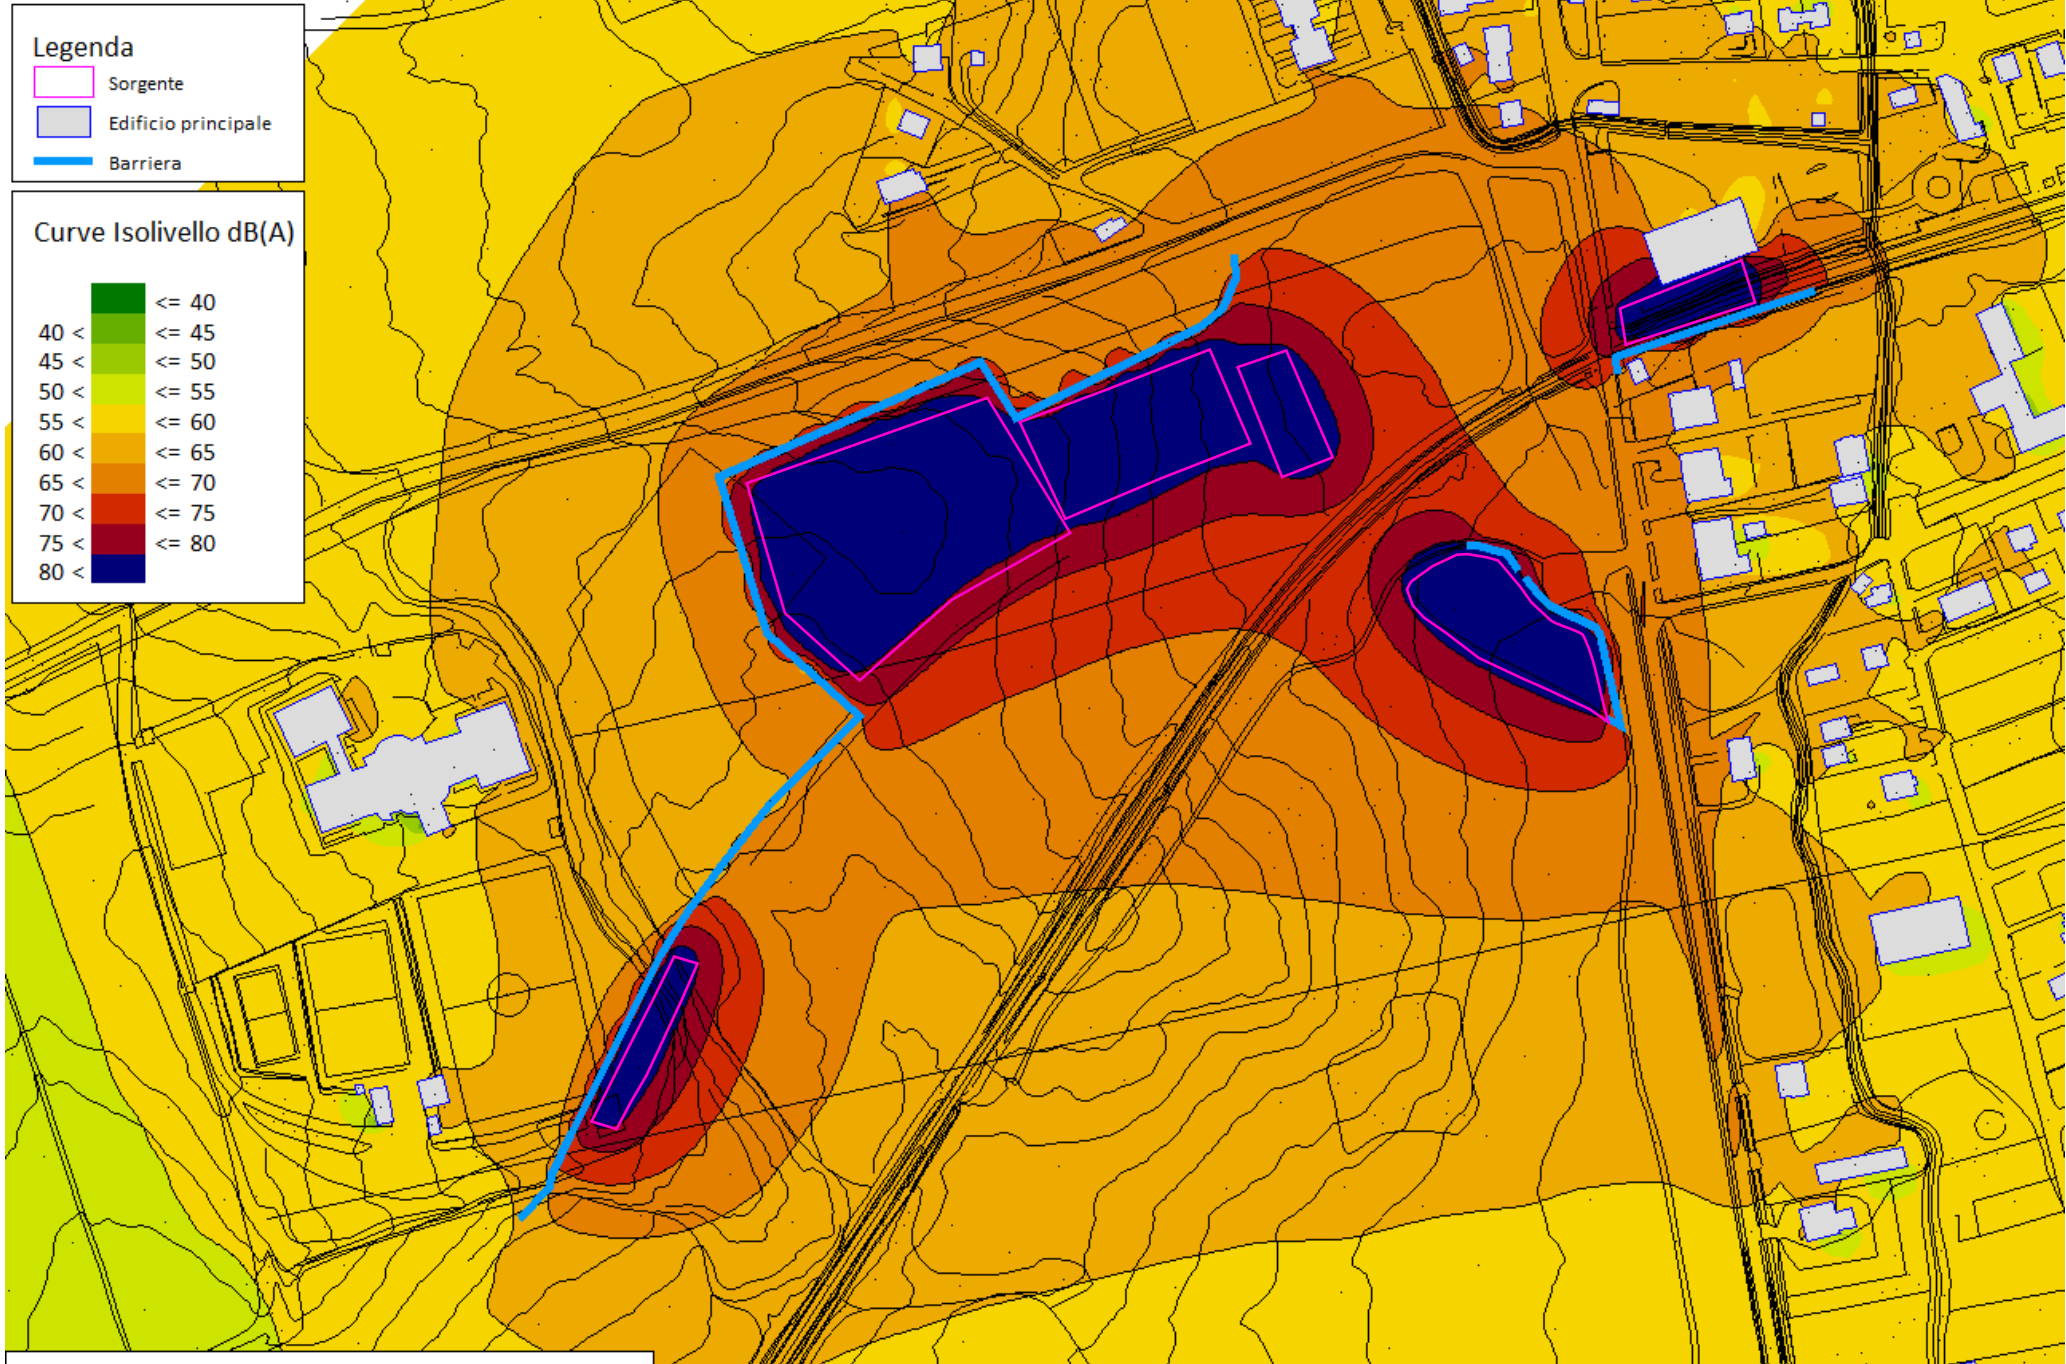 Legenda
Sorgente
Edificio principale
Barriera
Curve Isolivello dB(A)
<= 40
40 < <= 45
45 < <= 50
50 < <= 55
55 < <= 60
60 < <= 65
65 < <= 70
70 < <= 75
75 < <= 80
80 <